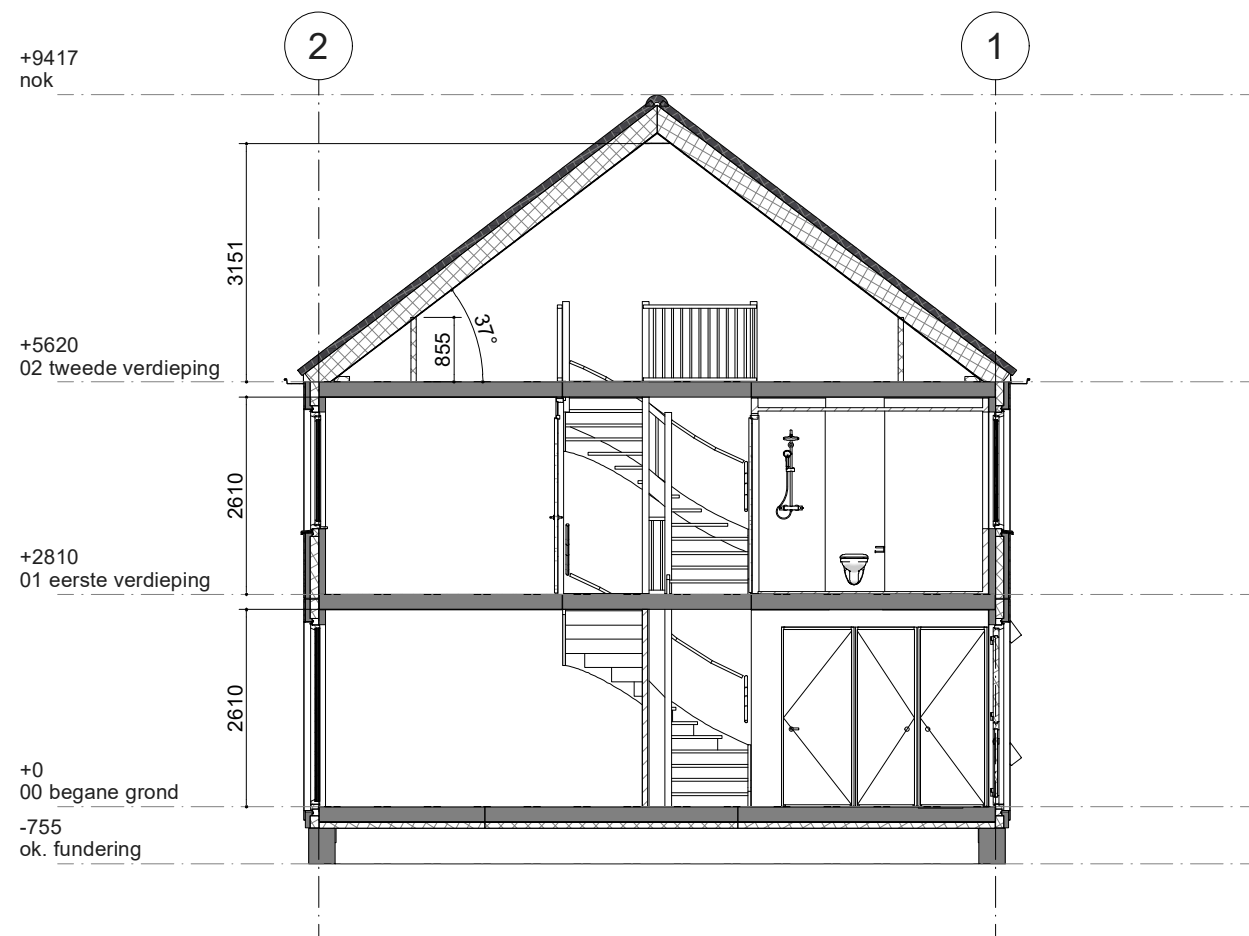 2
1
+9417
nok
3151
37°
855
+5620
02 tweede verdieping
2610
+2810
01 eerste verdieping
2610
+0
00 begane grond
-755
ok. fundering